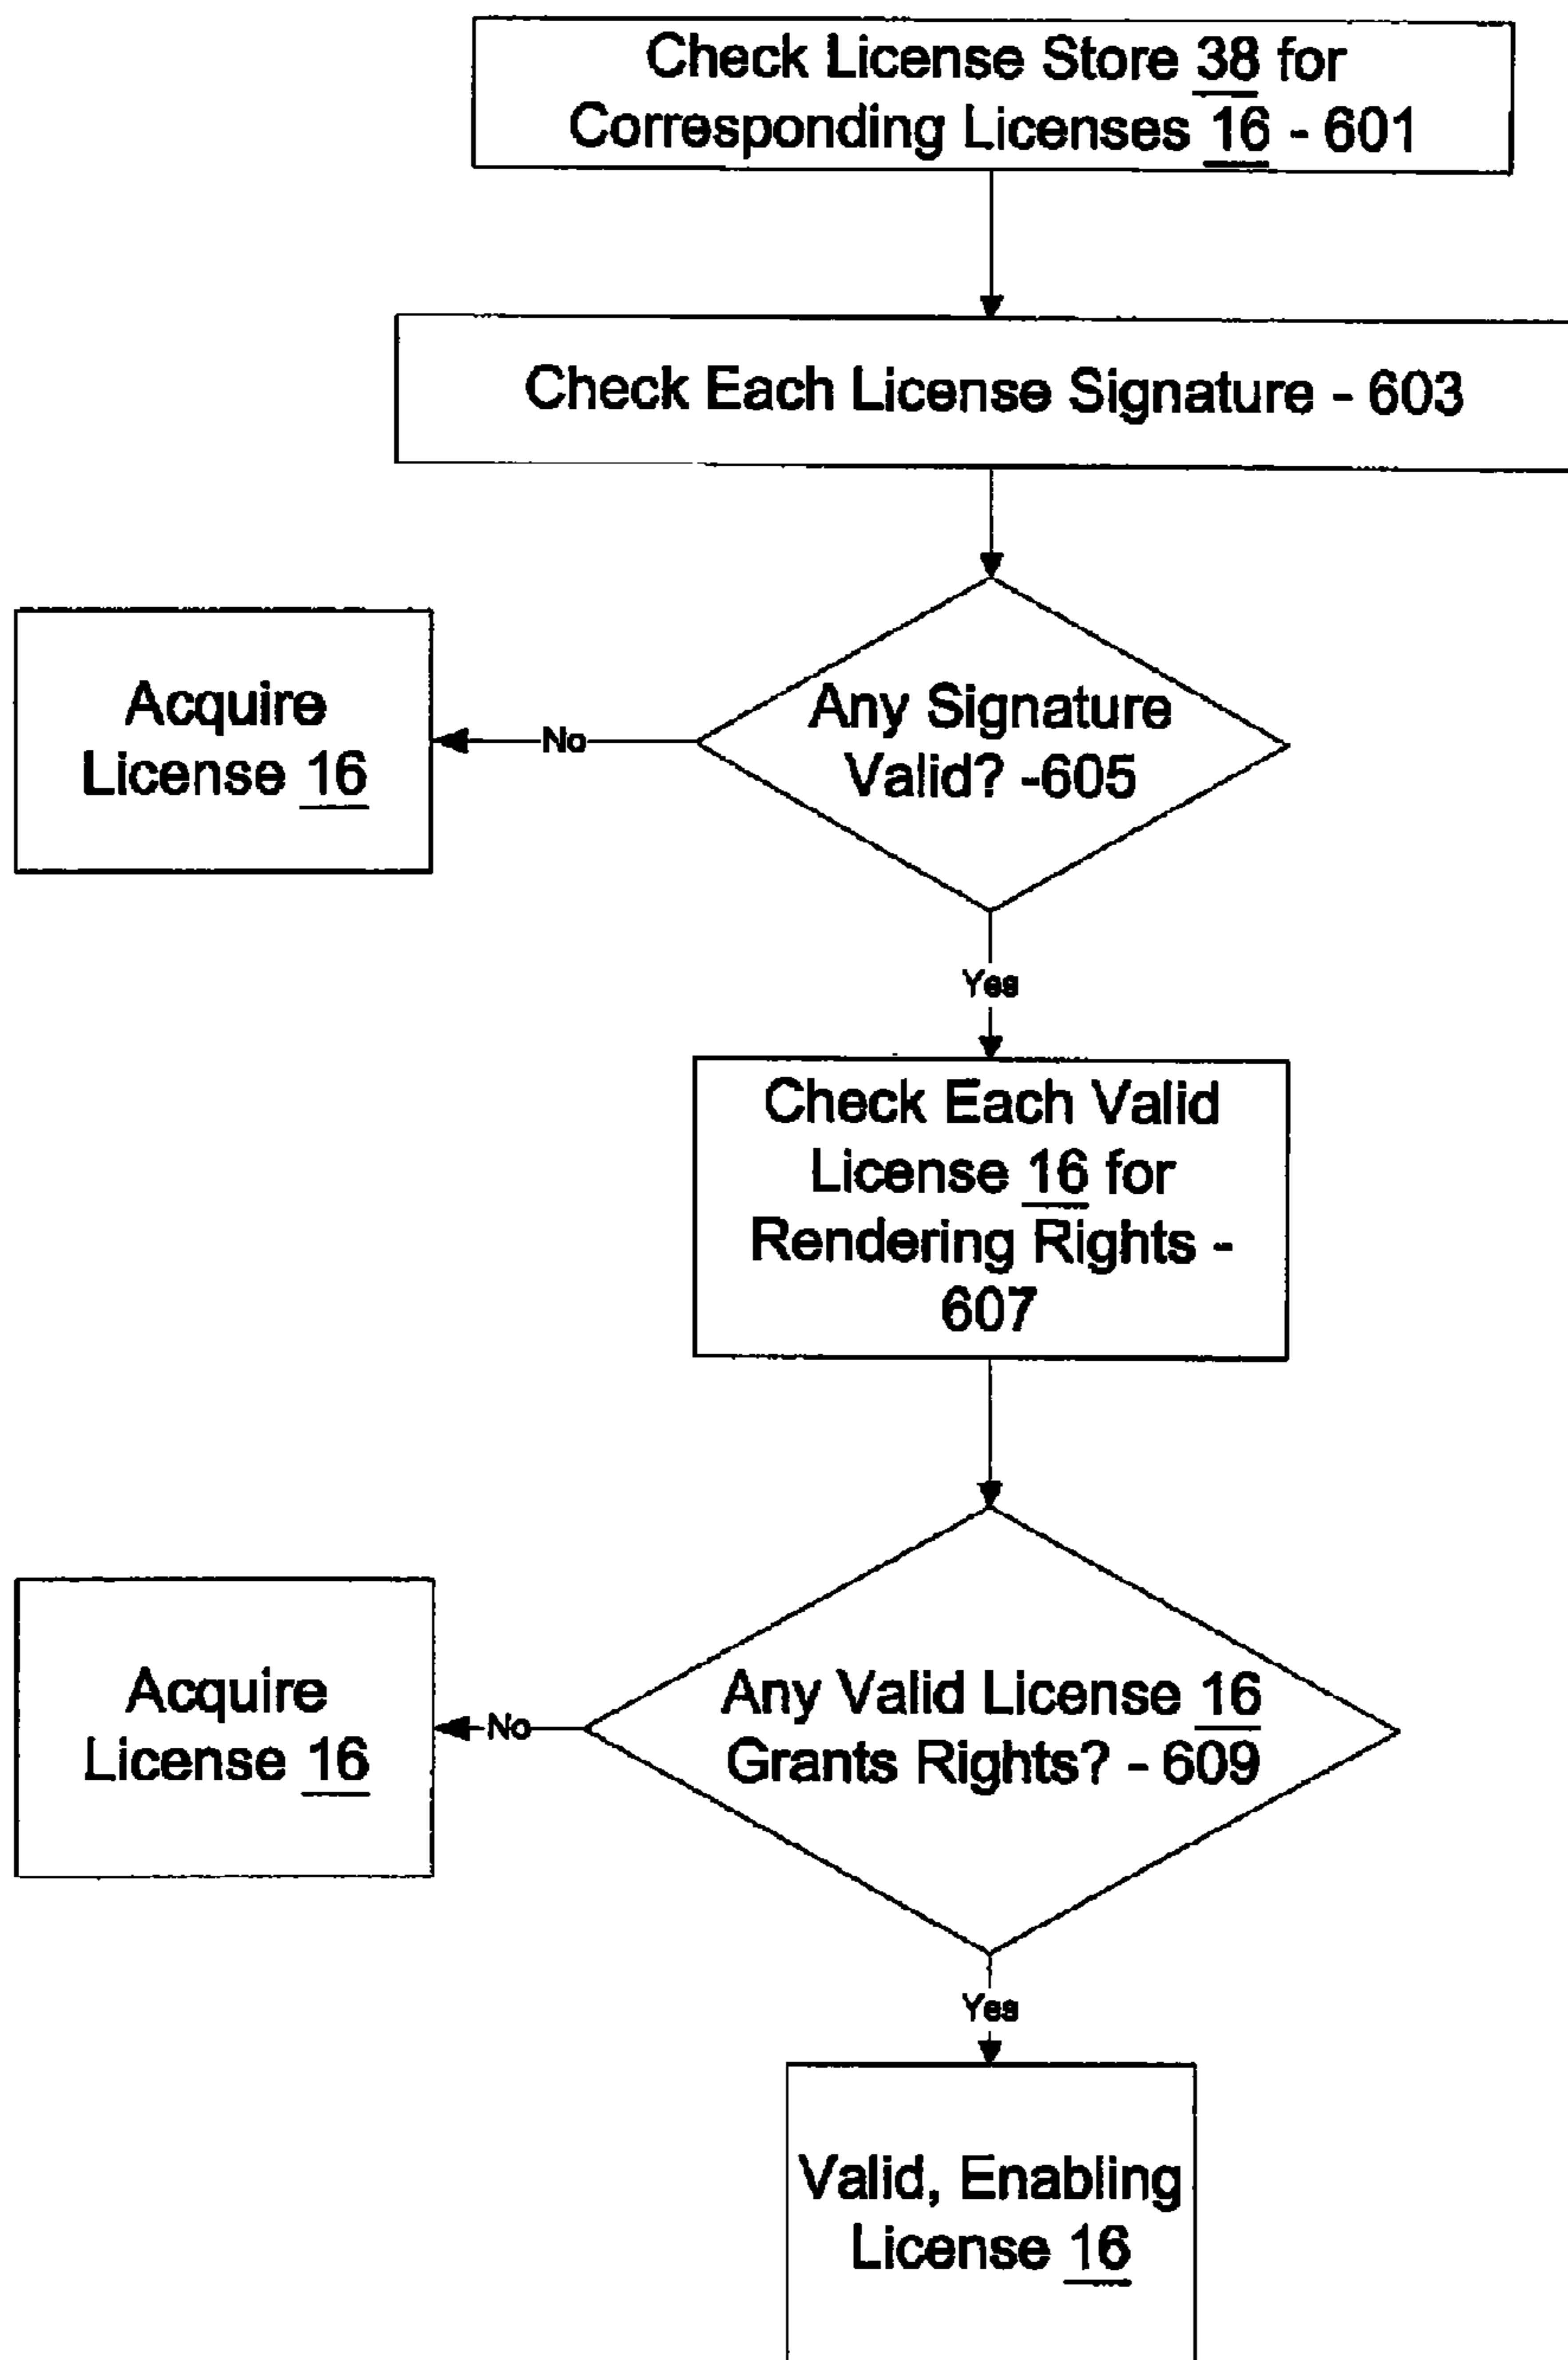 Check License Store 38 for
Corresponding Licenses 16 - 601
Check Each License Signature - 603
Any Signature
Valid? -605
Acquire
License 16
No
Yes
Check Each Valid
License 16 for
Rendering Rights -
607
Any Valid License 16
Grants Rights? - 609
Acquire
License 16
No
Yes
Valid, Enabling
License 16